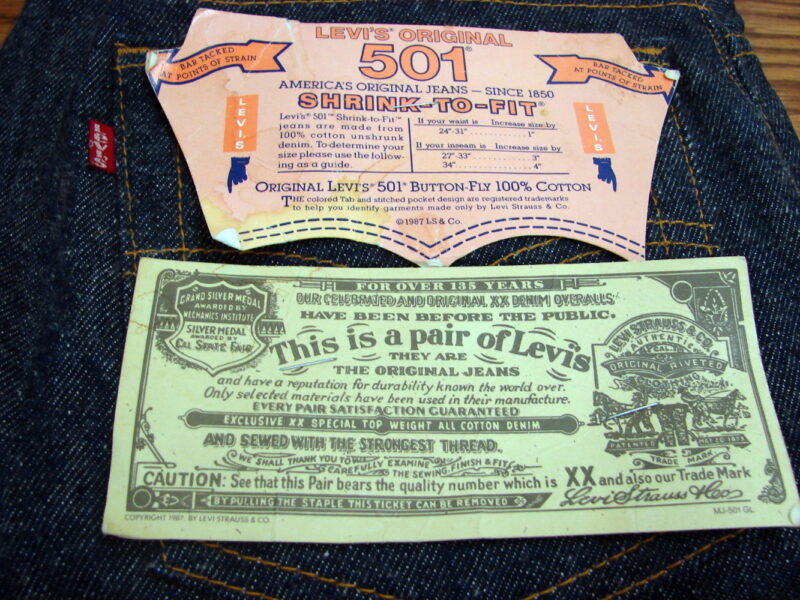 LEVI'S® ORIGINAL
501®
BAR TACKED
AT POINTS OF STRAIN
BAR TACKED
AT POINTS OF STRAIN
AMERICA'S ORIGINAL JEANS – SINCE 1850
SHRINK-TO-FIT®
LEVI'S
LEVI'S
Levi's® 501™ Shrink-to-Fit™
jeans are made from
100% cotton unshrunk
denim. To determine your
size please use the follow-
ing as a guide.
If your waist is Increase size by
24"-31"
If your inseam is Increase size by
27"-33" 3"
34" 4"
ORIGINAL LEVI'S® 501® BUTTON-FLY 100% COTTON
THE colored Tab and stitched pocket design are registered trademarks
to help you identify garments made only by Levi Strauss & Co.
© 1987 LS & Co.
LEVI'S
GRAND SILVER MEDAL
AWARDED BY
MECHANICS INSTITUTE
SILVER MEDAL
AWARDED BY
CAL STATE FAIR
FOR OVER 135 YEARS
OUR CELEBRATED AND ORIGINAL XX DENIM OVERALLS
HAVE BEEN BEFORE THE PUBLIC.
This is a pair of Levi's
THEY ARE
THE ORIGINAL JEANS
and have a reputation for durability known the world over.
Only selected materials have been used in their manufacture.
EVERY PAIR SATISFACTION GUARANTEED
EXCLUSIVE XX SPECIAL TOP WEIGHT ALL COTTON DENIM
AND SEWED WITH THE STRONGEST THREAD.
WE SHALL THANK YOU TO
CAREFULLY EXAMINE
THE SEWING, FINISH & FIT
CAUTION: See that this Pair bears the quality number which is XX and also our Trade Mark
BY PULLING THE STAPLE THIS TICKET CAN BE REMOVED
Levi Strauss & Co
LEVI STRAUSS & CO.
AUTHENTIC
ORIGINAL RIVETED
CLOTHING
PATENTED MAY 20 1873
TRADE MARK
COPYRIGHT 1987, BY LEVI STRAUSS & CO.
MJ-501 GL